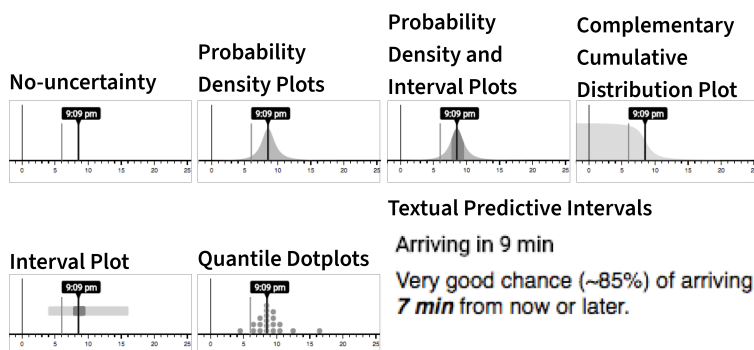 No-uncertainty
9:09 pm
0 5 10 15 20 25
Probability
Density Plots
9:09 pm
0 5 10 15 20 25
Probability
Density and
Interval Plots
9:09 pm
0 5 10 15 20 25
Complementary
Cumulative
Distribution Plot
9:09 pm
0 5 10 15 20
Interval Plot
9:09 pm
0 5 10 15 20 25
Quantile Dotplots
9:09 pm
0 5 10 15 20 25
Textual Predictive Intervals
Arriving in 9 min
Very good chance (~85%) of arriving
7 min from now or later.